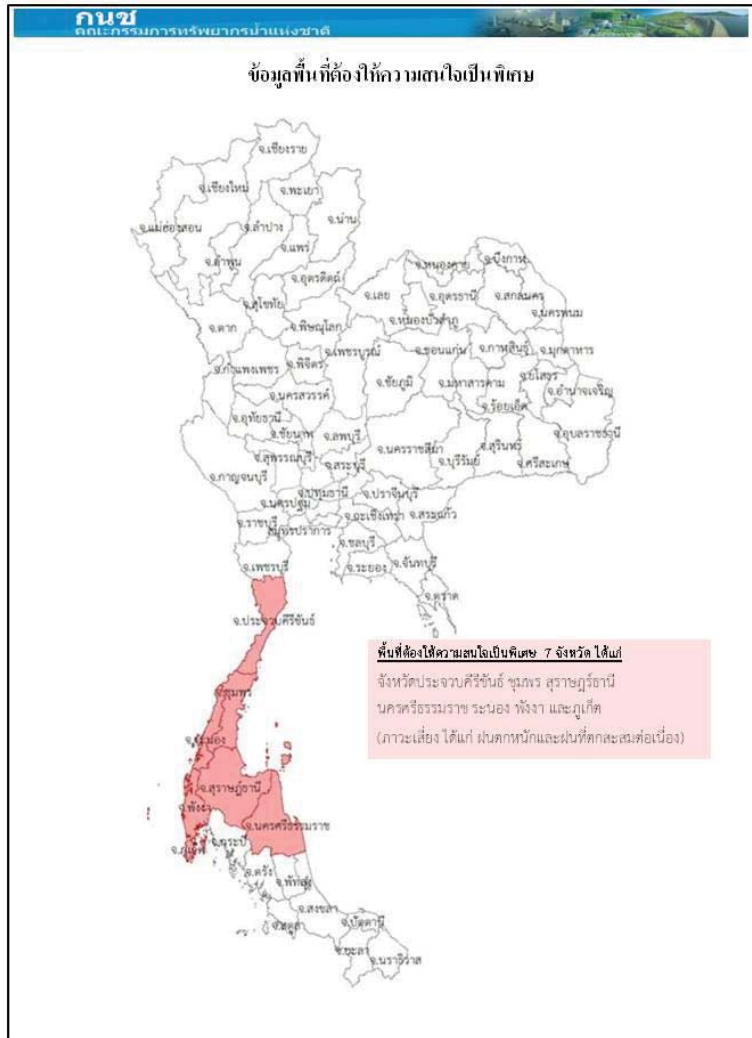 กนช
คณะกรรมการทรัพยากรน้ำแห่งชาติ
ข้อมูลพื้นที่ต้องให้ความสนใจเป็นพิเศษ
จ.เชียงราย
จ.เชียงใหม่
จ.พะเยา
จ.น่าน
จ.แม่ฮ่องสอน
จ.ลำปาง
จ.แพร่
จ.ลำพูน
จ.อุตรดิตถ์
จ.หนองคาย
จ.บึงกาฬ
จ.เลย
จ.อุดรธานี
จ.สกลนคร
จ.นครพนม
จ.สุโขทัย
จ.ตาก
จ.พิษณุโลก
จ.หนองบัวลำภู
จ.เพชรบูรณ์
จ.ขอนแก่น
จ.กาฬสินธุ์
จ.มุกดาหาร
จ.กำแพงเพชร
จ.พิจิตร
จ.ชัยภูมิ
จ.มหาสารคาม
จ.ยโสธร
จ.อำนาจเจริญ
จ.นครสวรรค์
จ.ร้อยเอ็ด
จ.อุทัยธานี
จ.ชัยนาท
จ.ลพบุรี
จ.อุบลราชธานี
จ.สุพรรณบุรี
จ.สระบุรี
จ.นครราชสีมา
จ.บุรีรัมย์
จ.สุรินทร์
จ.ศรีสะเกษ
จ.กาญจนบุรี
จ.ปทุมธานี
จ.ปราจีนบุรี
จ.นครปฐม
จ.ฉะเชิงเทรา
จ.สระแก้ว
จ.ราชบุรี
สมุทรปราการ
จ.ชลบุรี
จ.เพชรบุรี
จ.ระยอง
จ.จันทบุรี
จ.ตราด
จ.ประจวบคีรีขันธ์
พื้นที่ต้องให้ความสนใจเป็นพิเศษ 7 จังหวัด ได้แก่
จังหวัดประจวบคีรีขันธ์ ชุมพร สุราษฎร์ธานี
นครศรีธรรมราช ระนอง พังงา และภูเก็ต
(ภาวะเสี่ยง ได้แก่ ฝนตกหนักและฝนที่ตกสะสมต่อเนื่อง)
จ.ชุมพร
จ.ระนอง
จ.สุราษฎร์ธานี
จ.พังงา
จ.นครศรีธรรมราช
จ.ภูเก็ต
จ.กระบี่
จ.ตรัง
จ.พัทลุง
จ.สงขลา
จ.สตูล
จ.ปัตตานี
จ.ยะลา
จ.นราธิวาส